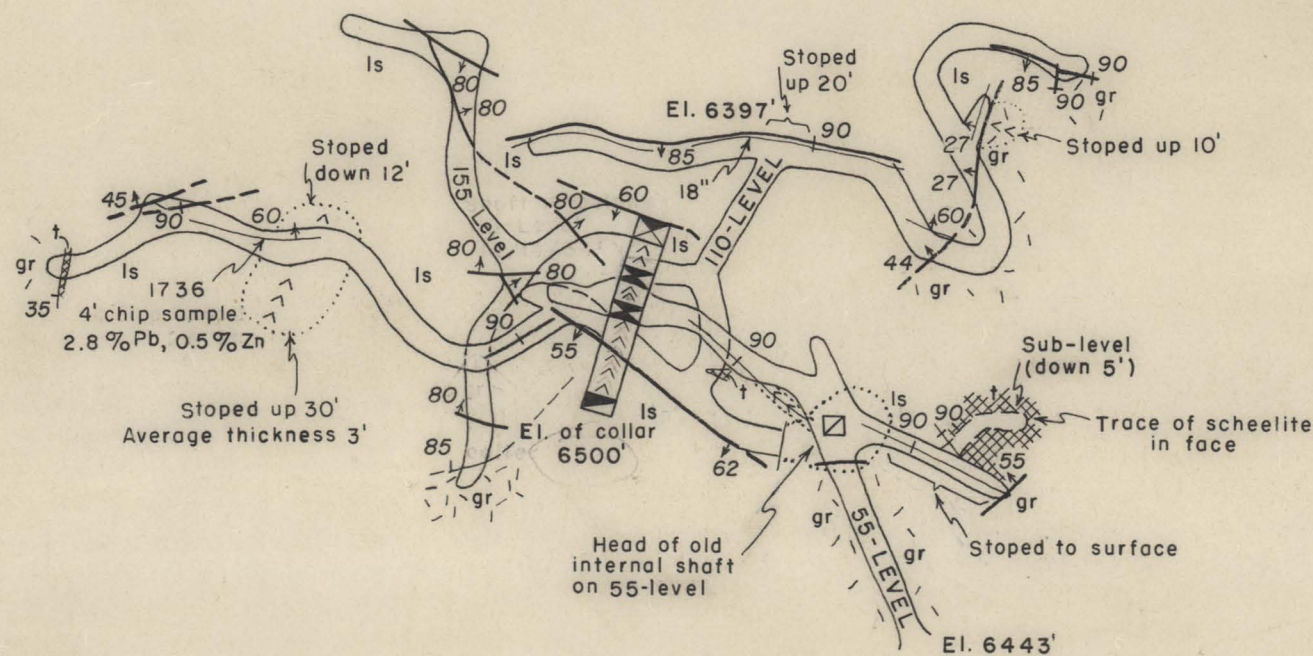 ls
80
80
155 Level
Stoped
up 20'
El. 6397'
90
85
18"
110-LEVEL
ls
ls
85
90
90
gr
Stoped up 10'
27
gr
27
60
44
gr
Stoped
down 12'
45
90
60
t
gr
35
ls
1736
4' chip sample
2.8 %Pb, 0.5 %Zn
Stoped up 30'
Average thickness 3'
ls
80
80
60
ls
80
80
90
55
ls
El. of collar
6500'
80
85
gr
90
t
62
ls
90
90
Sub-level
(down 5')
t
Trace of scheelite
in face
55
gr
Stoped to surface
gr
gr
55-LEVEL
Head of old
internal shaft
on 55-level
El. 6443'